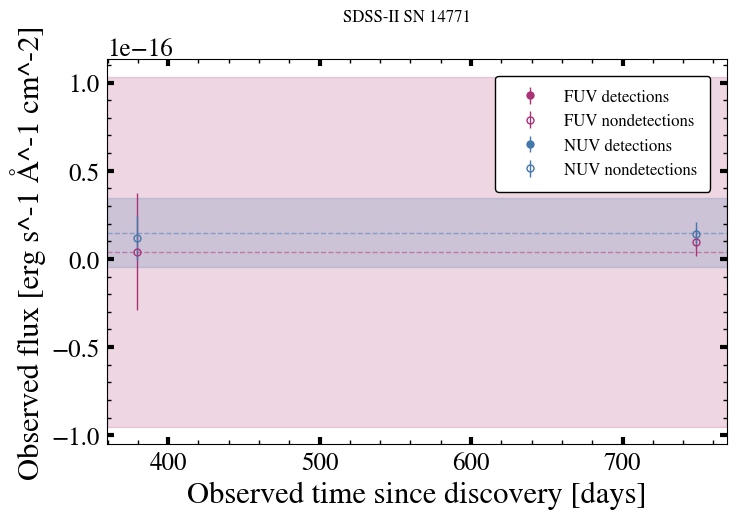 SDSS-II SN 14771
1e−16
Observed flux [erg s^-1 Å^-1 cm^-2]
1.0
0.5
0.0
−0.5
−1.0
FUV detections
FUV nondetections
NUV detections
NUV nondetections
400
500
600
700
Observed time since discovery [days]